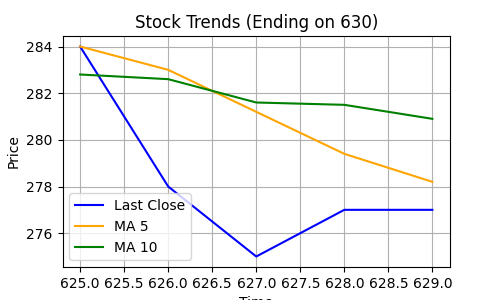 Stock Trends (Ending on 630)
284
282
280
278
276
Price
Last Close
MA 5
MA 10
625.0 625.5 626.0 626.5 627.0 627.5 628.0 628.5 629.0
Time